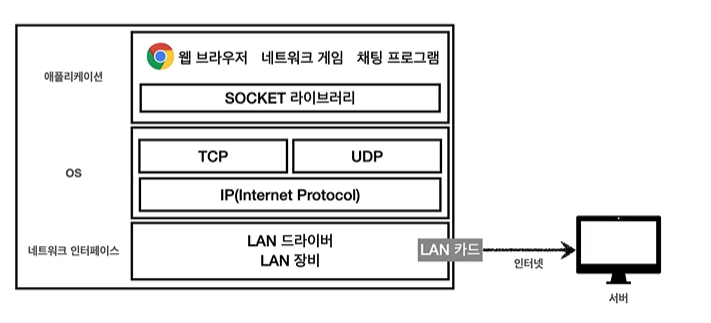 애플리케이션
웹 브라우저 네트워크 게임 채팅 프로그램
SOCKET 라이브러리
OS
TCP
UDP
IP(Internet Protocol)
네트워크 인터페이스
LAN 드라이버
LAN 장비
LAN 카드
인터넷
서버